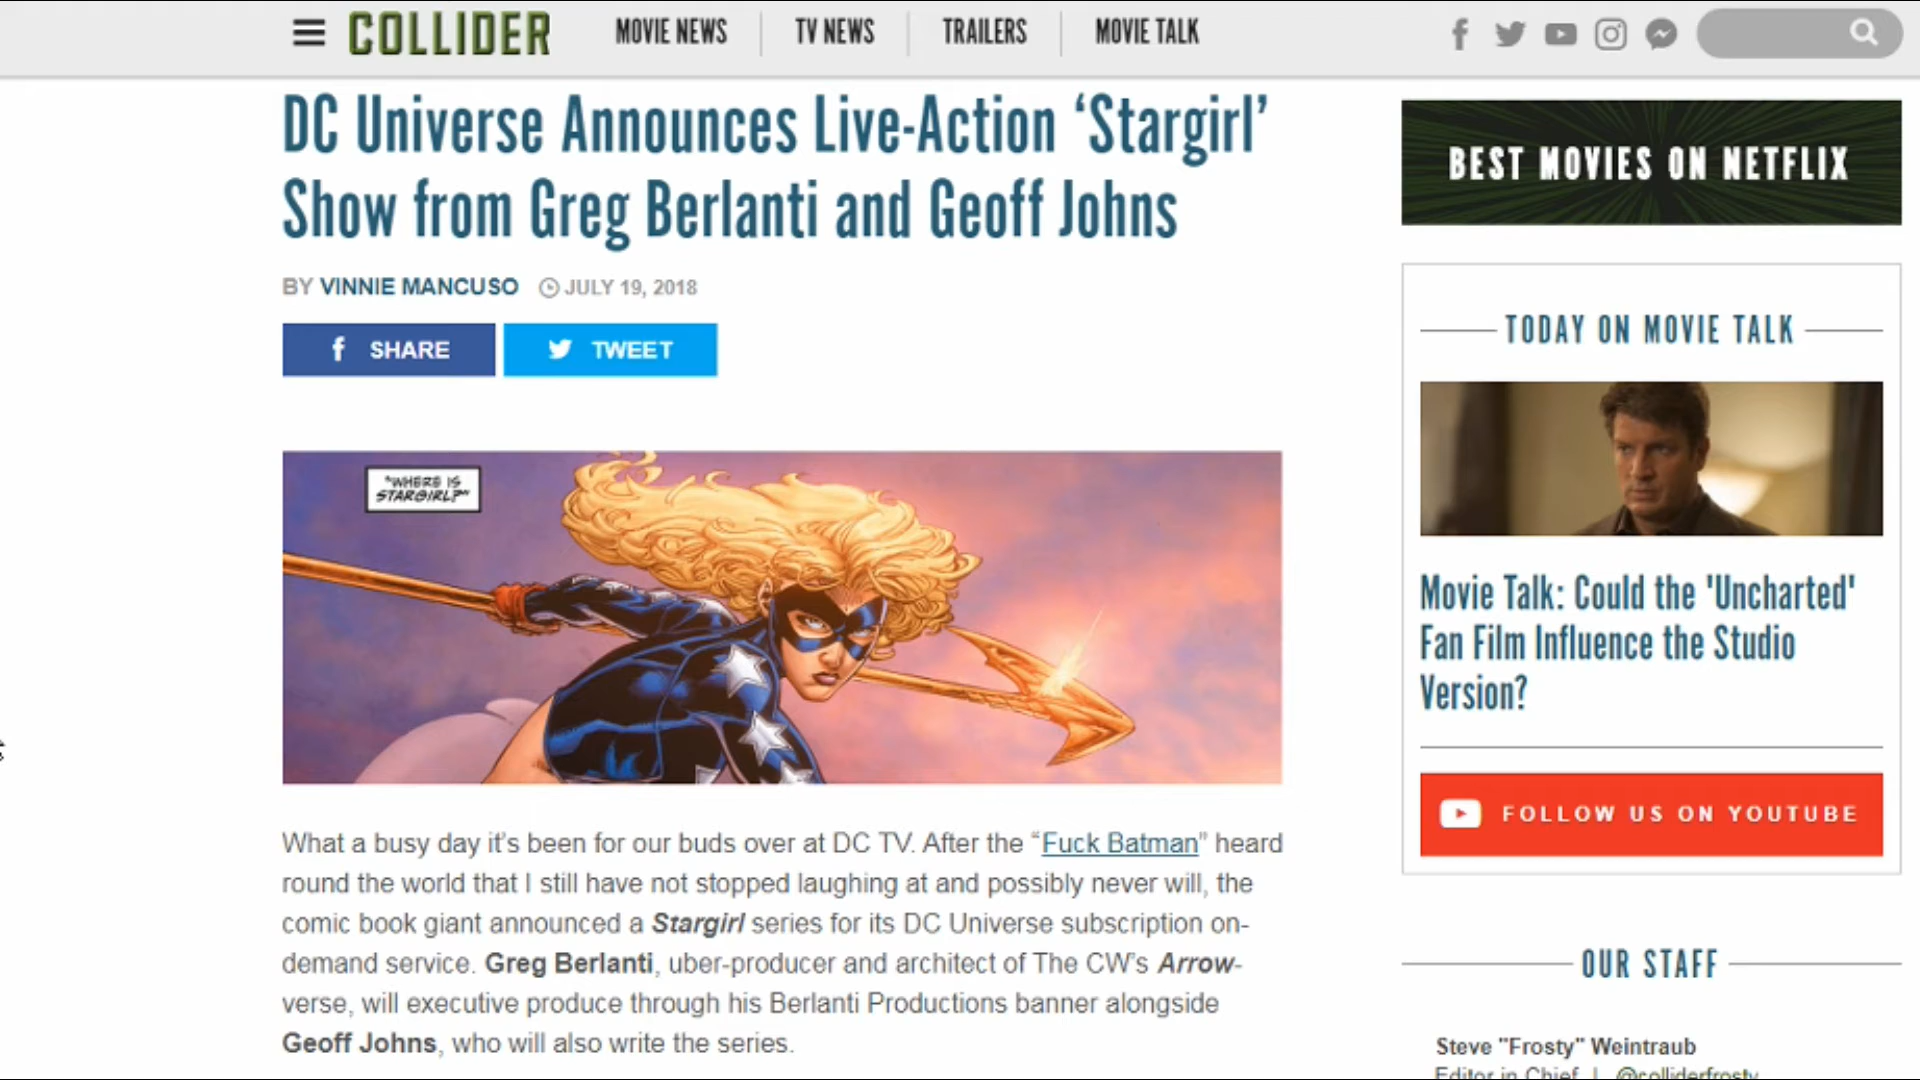 COLLIDER
MOVIE NEWS
TV NEWS
TRAILERS
MOVIE TALK
DC Universe Announces Live-Action ‘Stargirl’
Show from Greg Berlanti and Geoff Johns
BY VINNIE MANCUSO JULY 19, 2018
SHARE
TWEET
"WHERE IS
STARGIRL?"
What a busy day it's been for our buds over at DC TV. After the “Fuck Batman” heard
round the world that I still have not stopped laughing at and possibly never will, the
comic book giant announced a Stargirl series for its DC Universe subscription on-
demand service. Greg Berlanti, uber-producer and architect of The CW's Arrow-
verse, will executive produce through his Berlanti Productions banner alongside
Geoff Johns, who will also write the series.
BEST MOVIES ON NETFLIX
TODAY ON MOVIE TALK
Movie Talk: Could the 'Uncharted'
Fan Film Influence the Studio
Version?
FOLLOW US ON YOUTUBE
OUR STAFF
Steve "Frosty" Weintraub
Editor in Chief | @colliderfrosty